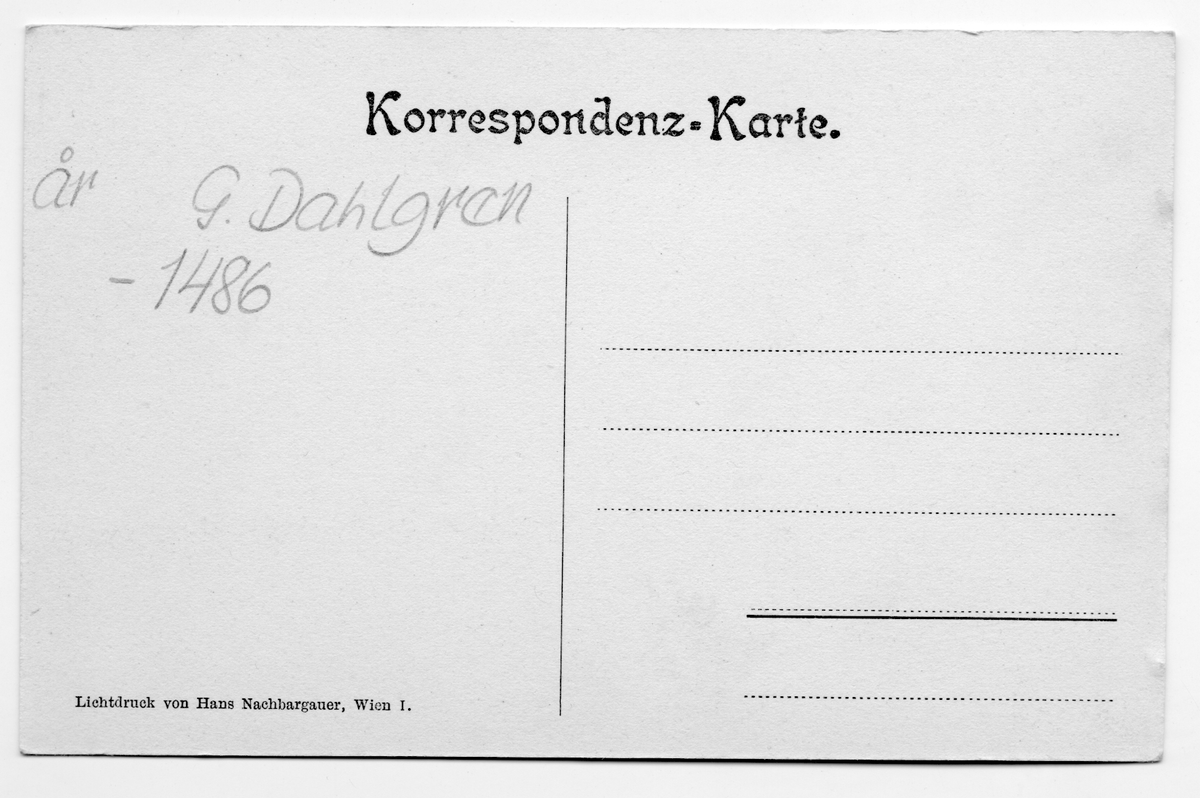 Korrespondenz-Karte.
år G. Dahlgren
- 1486
Lichtdruck von Hans Nachbargauer, Wien I.